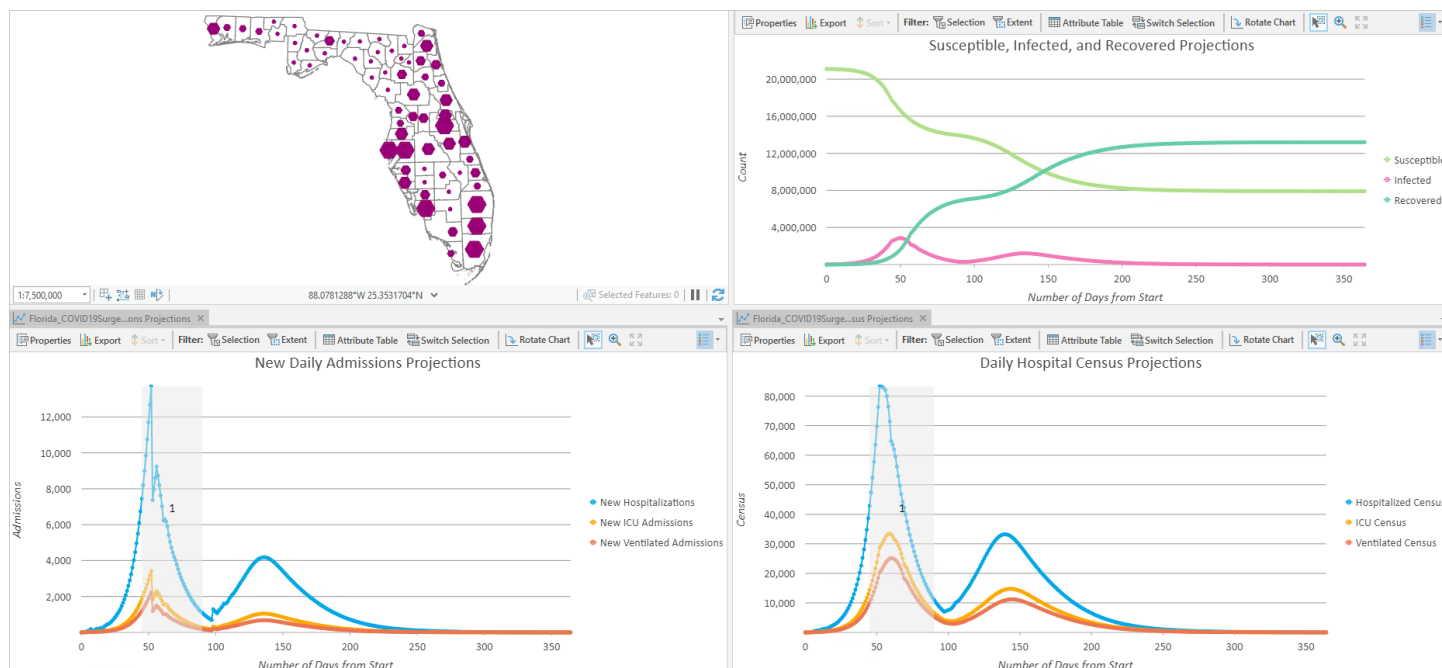 Properties Export Sort Filter: Selection Extent Attribute Table Switch Selection Rotate Chart
Susceptible, Infected, and Recovered Projections
20,000,000
16,000,000
12,000,000
8,000,000
4,000,000
Count
0 50 100 150 200 250 300 350
Number of Days from Start
Susceptible
Infected
Recovered
1:7,500,000 88.0781288°W 25.3531704°N Selected Features: 0
Florida_COVID19Surge...ons Projections
Properties Export Sort Filter: Selection Extent Attribute Table Switch Selection Rotate Chart
New Daily Admissions Projections
12,000
10,000
8,000
6,000
4,000
2,000
0
Admissions
1
0 50 100 150 200 250 300 350
Number of Days from Start
New Hospitalizations
New ICU Admissions
New Ventilated Admissions
Florida_COVID19Surge...sus Projections
Properties Export Sort Filter: Selection Extent Attribute Table Switch Selection Rotate Chart
Daily Hospital Census Projections
80,000
70,000
60,000
50,000
40,000
30,000
20,000
10,000
0
Census
1
0 50 100 150 200 250 300 350
Number of Days from Start
Hospitalized Census
ICU Census
Ventilated Census